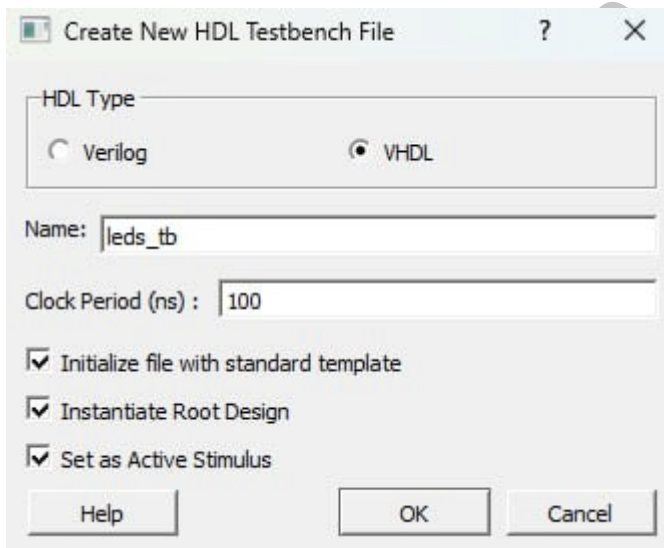 Create New HDL Testbench File ?
HDL Type
Verilog VHDL
Name: leds_tb
Clock Period (ns) : 100
Initialize file with standard template
Instantiate Root Design
Set as Active Stimulus
Help OK Cancel